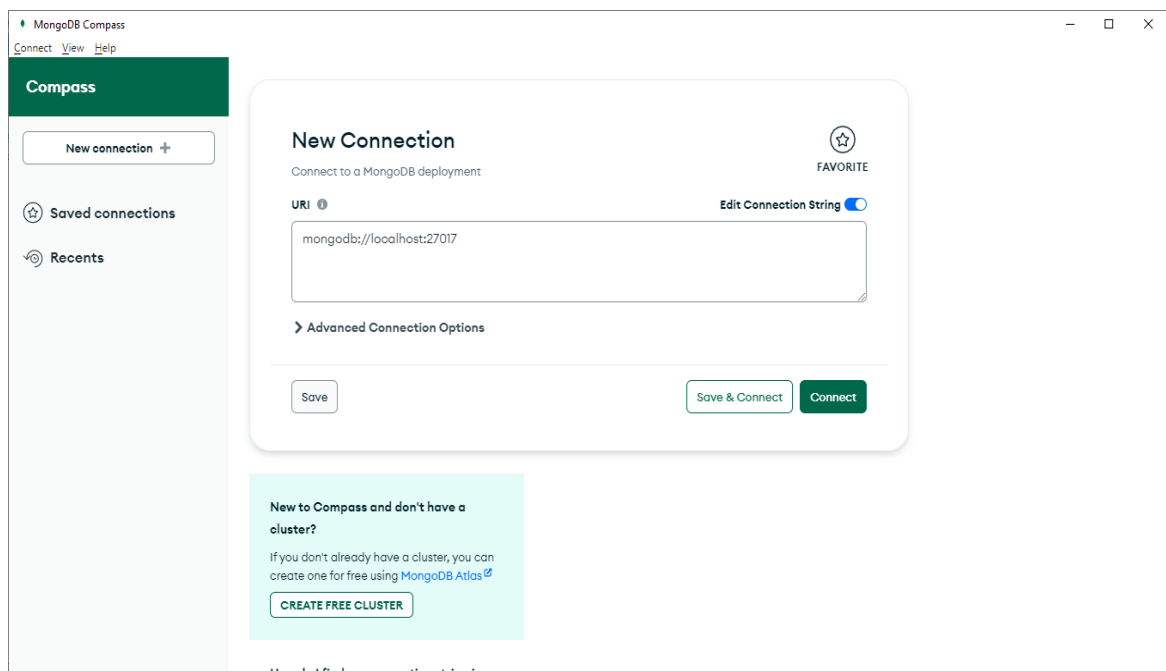 MongoDB Compass
Connect View Help
Compass
New connection
Saved connections
Recents
New Connection
Connect to a MongoDB deployment
FAVORITE
URI
Edit Connection String
mongodb://localhost:27017
Advanced Connection Options
Save
Save & Connect
Connect
New to Compass and don't have a
cluster?
If you don't already have a cluster, you can
create one for free using MongoDB Atlas
CREATE FREE CLUSTER